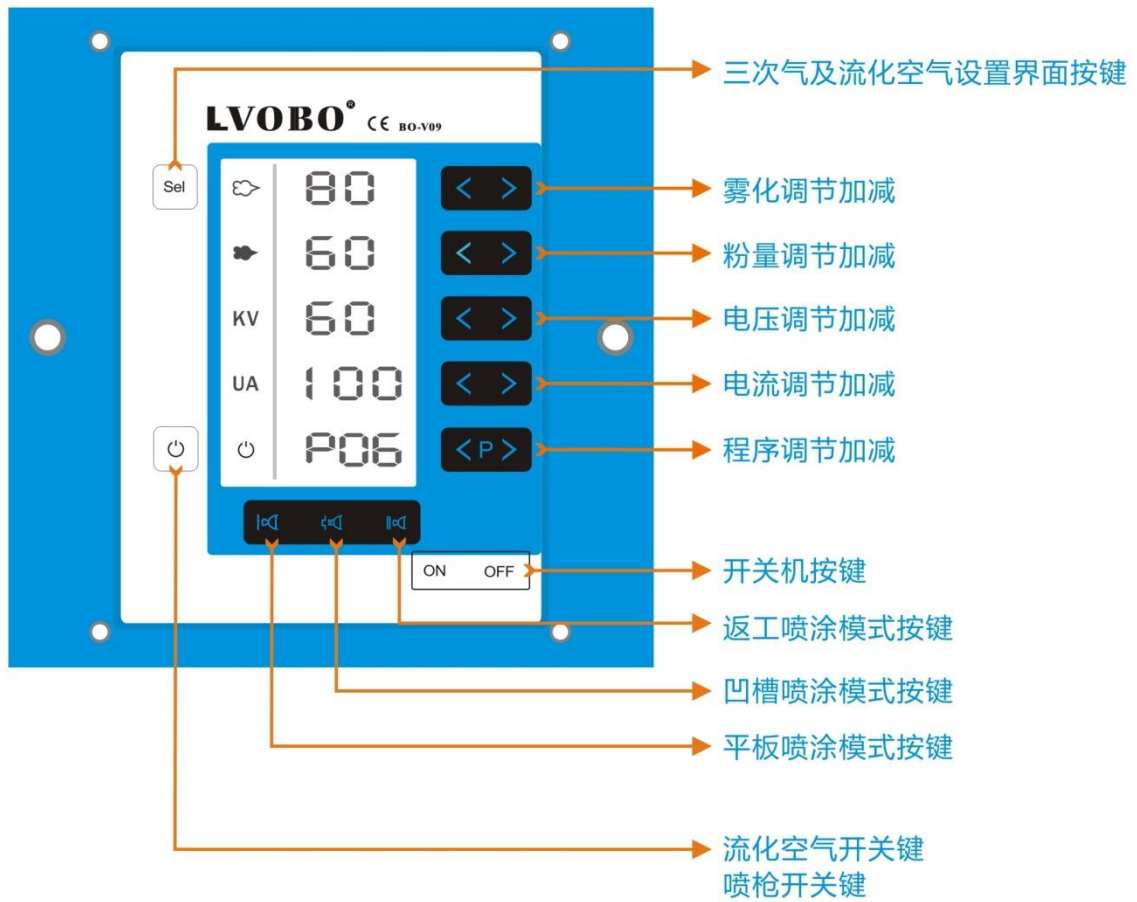 三次气及流化空气设置界面按键
LVOBO® CE BO-V09
Sel
80
< >
雾化调节加减
60
< >
粉量调节加减
KV
60
< >
电压调节加减
UA
100
< >
电流调节加减
P06
< P >
程序调节加减
ON OFF
开关机按键
返工喷涂模式按键
凹槽喷涂模式按键
平板喷涂模式按键
流化空气开关键
喷枪开关键